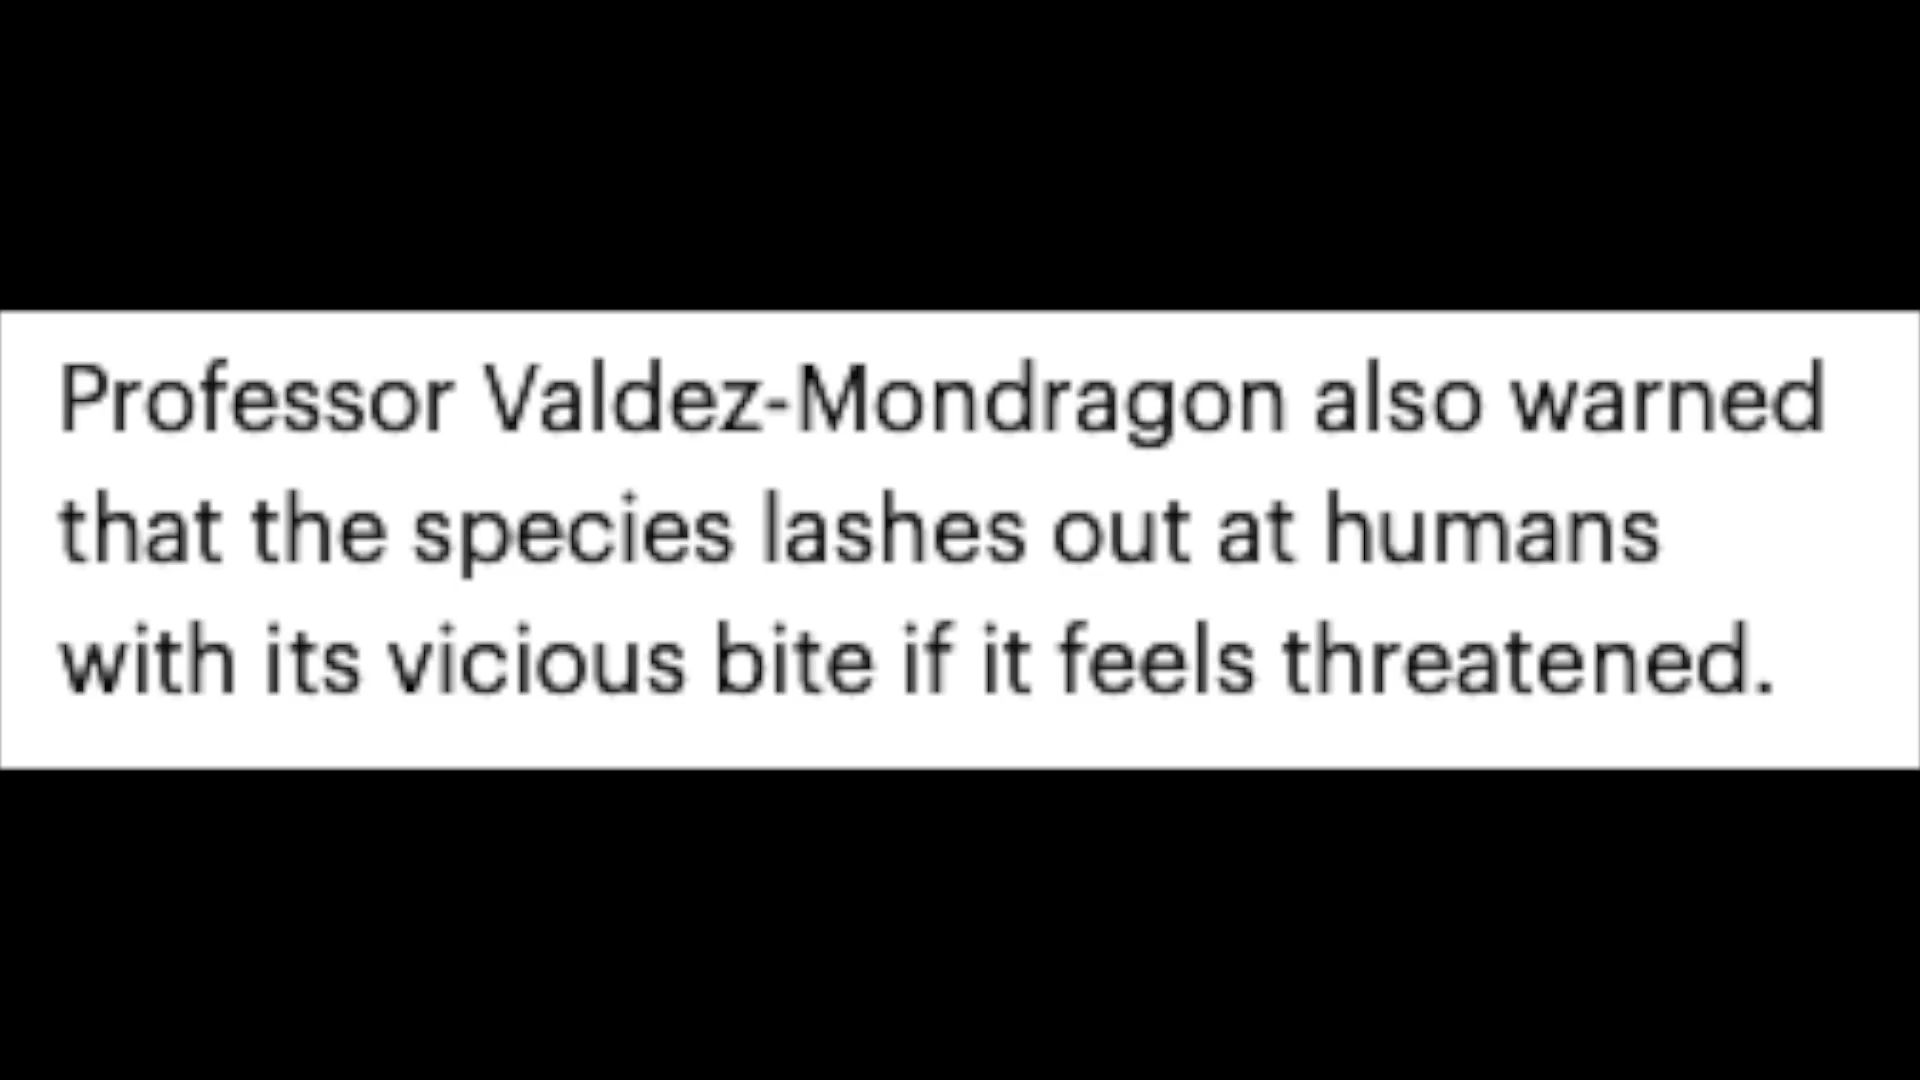 Professor Valdez-Mondragon also warned
that the species lashes out at humans
with its vicious bite if it feels threatened.